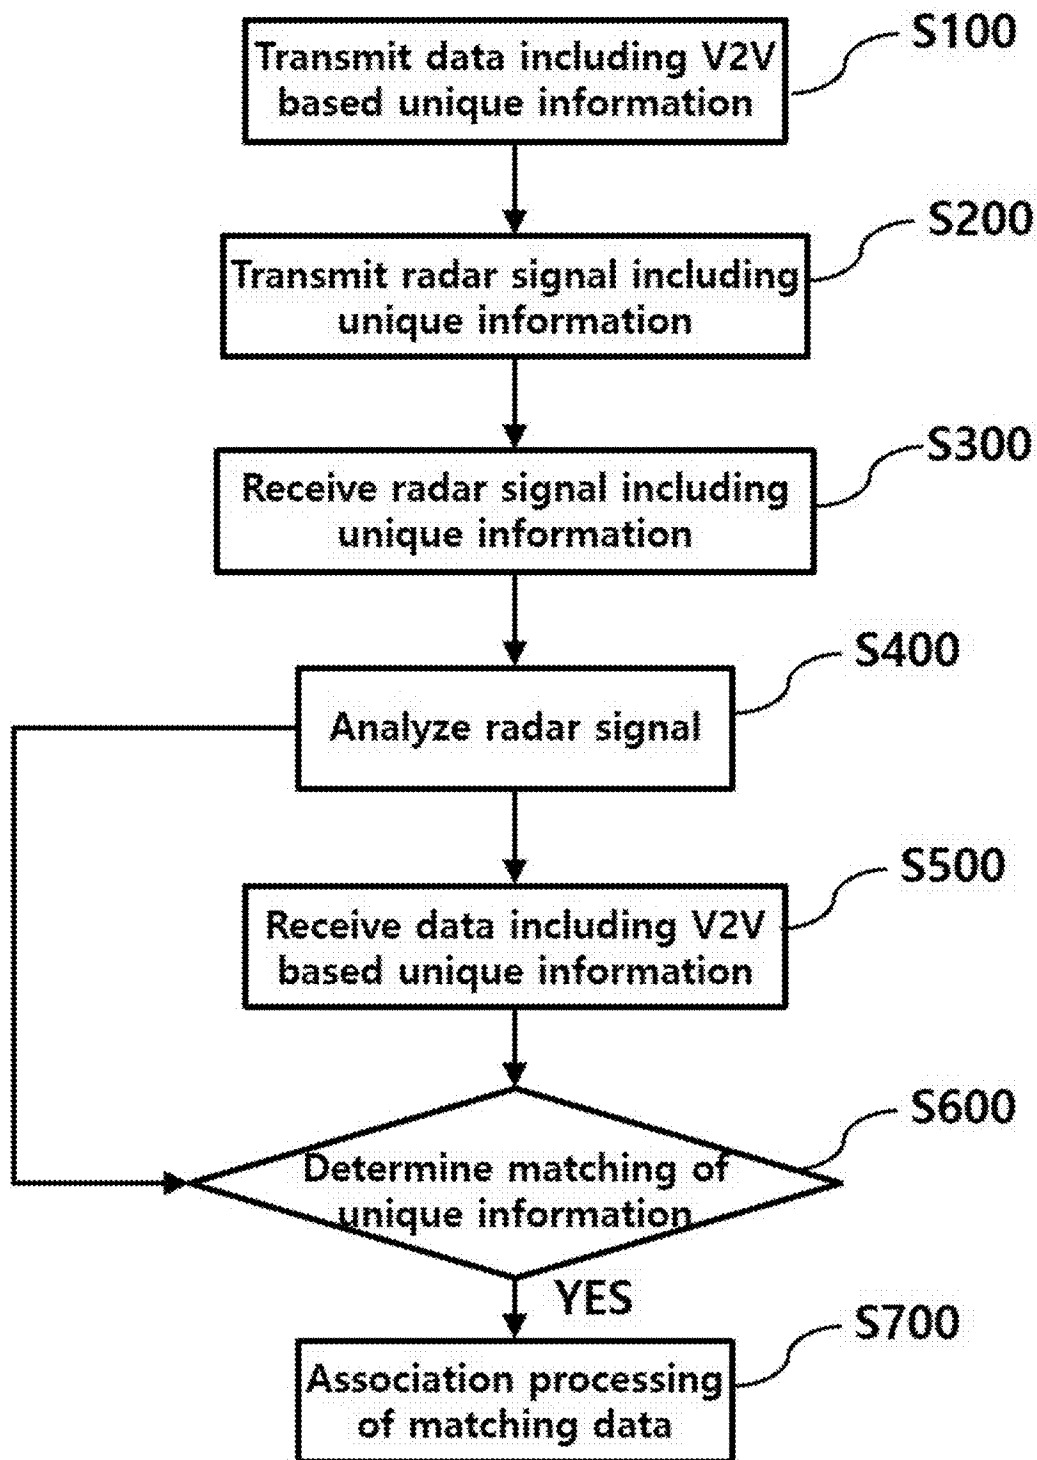 S100
Transmit data including V2V
based unique information
S200
Transmit radar signal including
unique information
S300
Receive radar signal including
unique information
S400
Analyze radar signal
S500
Receive data including V2V
based unique information
S600
Determine matching of
unique information
YES
S700
Association processing
of matching data